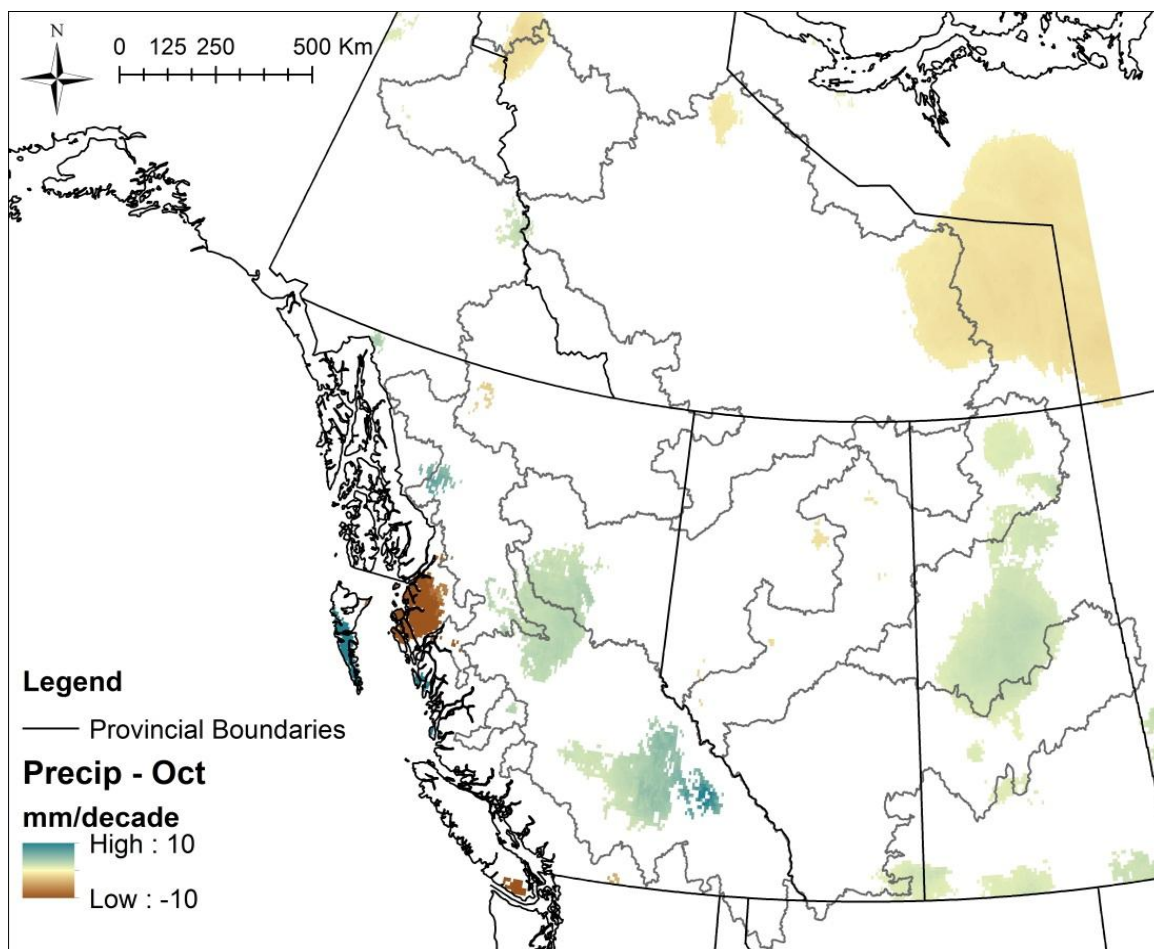 N
0 125 250 500 Km
Legend
Provincial Boundaries
Precip - Oct
mm/decade
High : 10
Low : -10